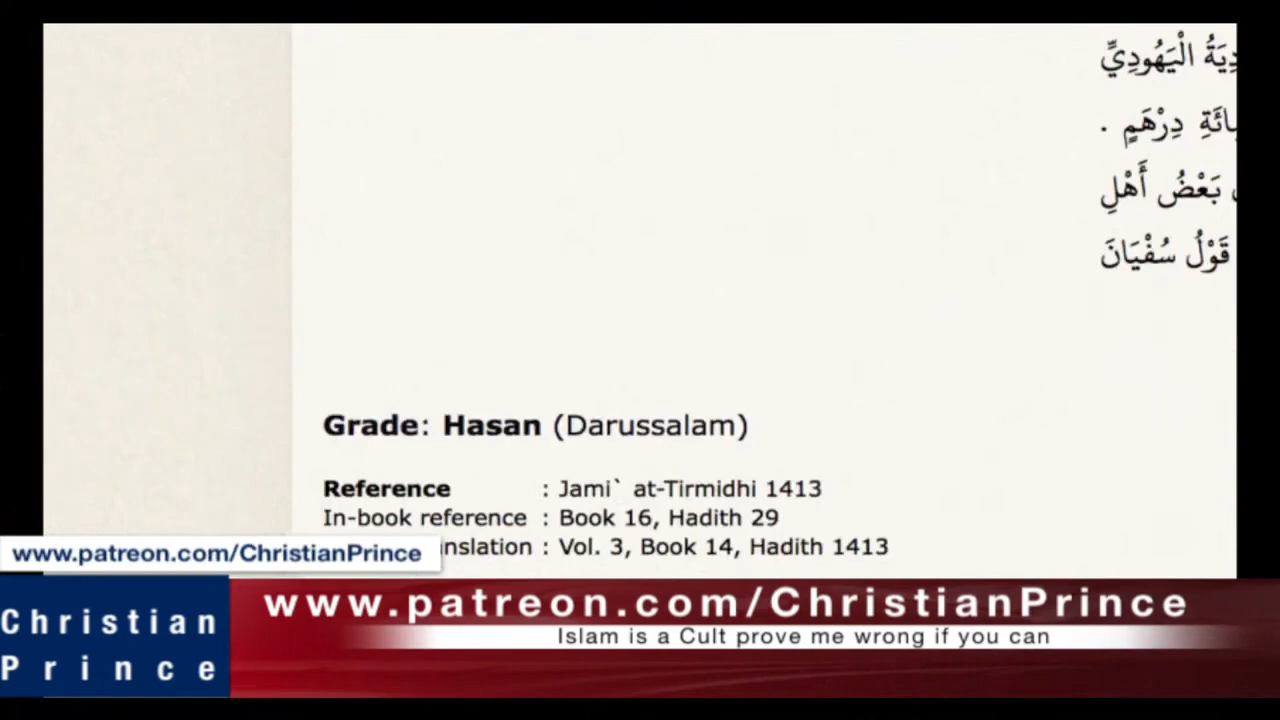 الْيَهُودِيِّ
دِرْهَمٍ .
بَعْضُ أَهْلِ
قَوْلُ سُفْيَانَ
Grade: Hasan (Darussalam)
Reference : Jami` at-Tirmidhi 1413
In-book reference : Book 16, Hadith 29
: Vol. 3, Book 14, Hadith 1413
www.patreon.com/ChristianPrince
www.patreon.com/ChristianPrince
Islam is a Cult prove me wrong if you can
Christian
Prince